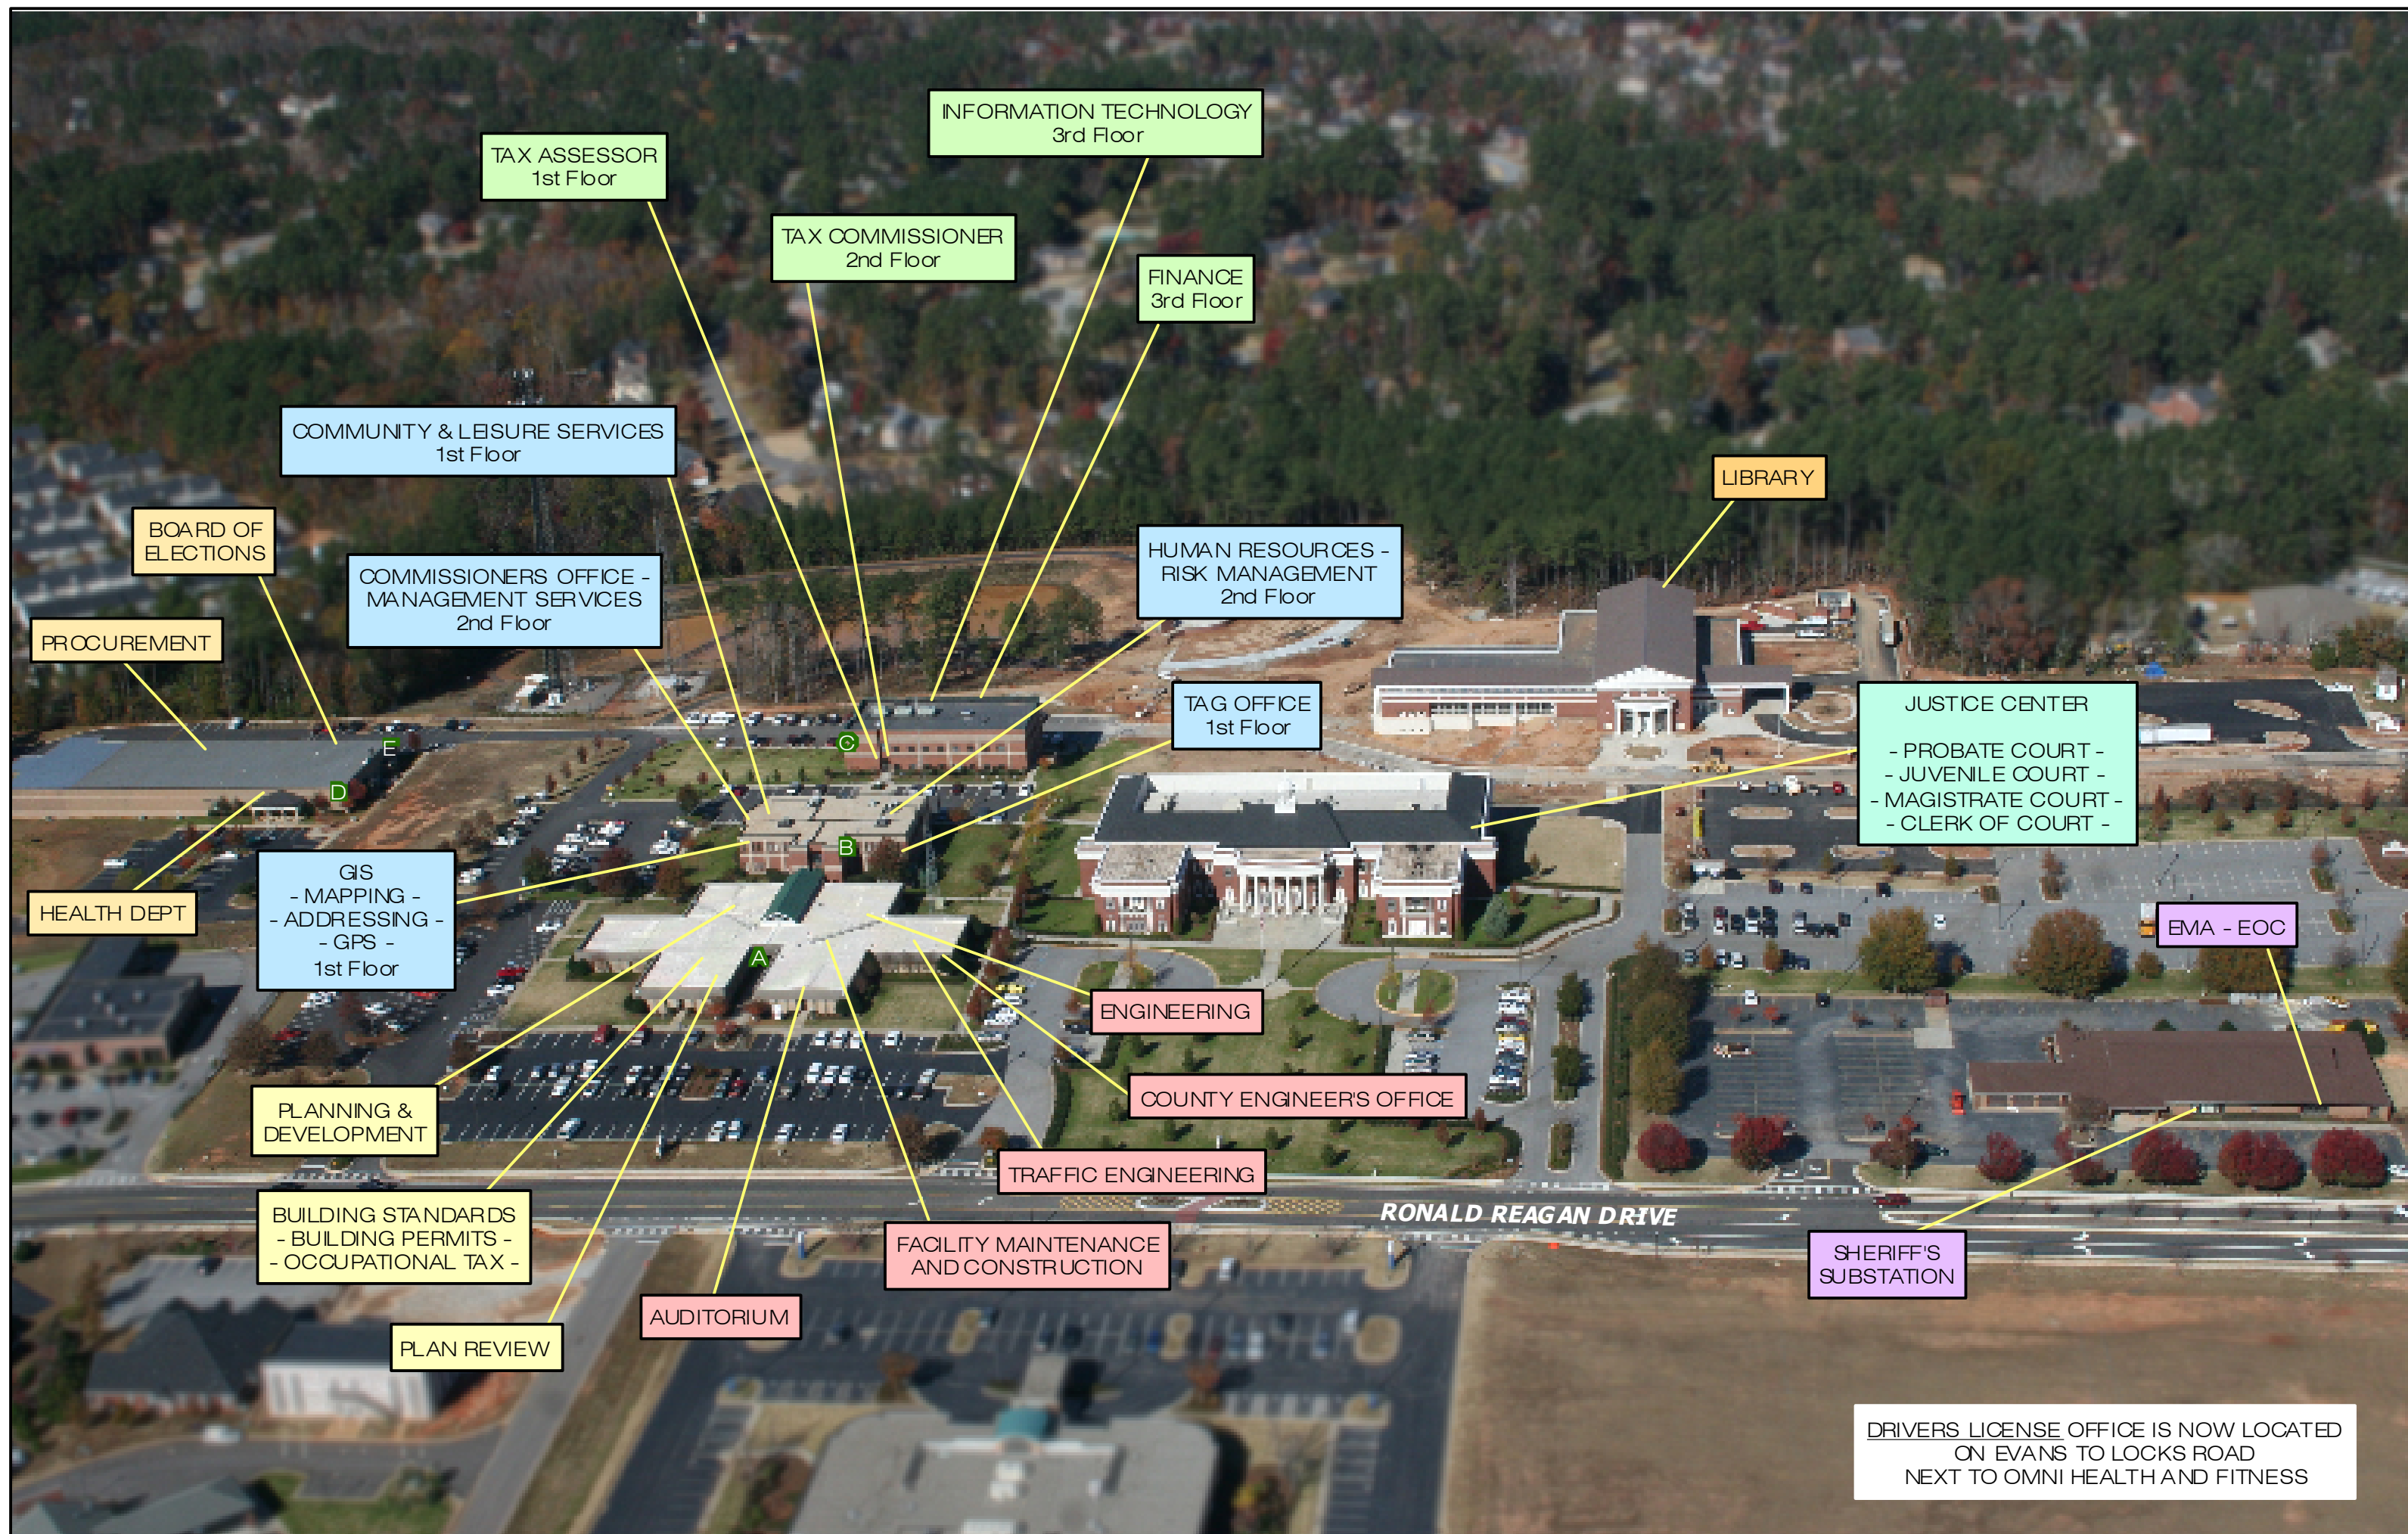 INFORMATION TECHNOLOGY
3rd Floor
TAX ASSESSOR
1st Floor
TAX COMMISSIONER
2nd Floor
FINANCE
3rd Floor
COMMUNITY & LEISURE SERVICES
1st Floor
LIBRARY
BOARD OF
ELECTIONS
COMMISSIONERS OFFICE -
MANAGEMENT SERVICES
2nd Floor
HUMAN RESOURCES -
RISK MANAGEMENT
2nd Floor
PROCUREMENT
TAG OFFICE
1st Floor
JUSTICE CENTER
- PROBATE COURT -
- JUVENILE COURT -
- MAGISTRATE COURT -
- CLERK OF COURT -
C
E
D
B
A
GIS
- MAPPING -
- ADDRESSING -
- GPS -
1st Floor
HEALTH DEPT
EMA - EOC
ENGINEERING
COUNTY ENGINEER'S OFFICE
PLANNING &
DEVELOPMENT
TRAFFIC ENGINEERING
RONALD REAGAN DRIVE
BUILDING STANDARDS
- BUILDING PERMITS -
- OCCUPATIONAL TAX -
FACILITY MAINTENANCE
AND CONSTRUCTION
SHERIFF'S
SUBSTATION
AUDITORIUM
PLAN REVIEW
DRIVERS LICENSE OFFICE IS NOW LOCATED
ON EVANS TO LOCKS ROAD
NEXT TO OMNI HEALTH AND FITNESS